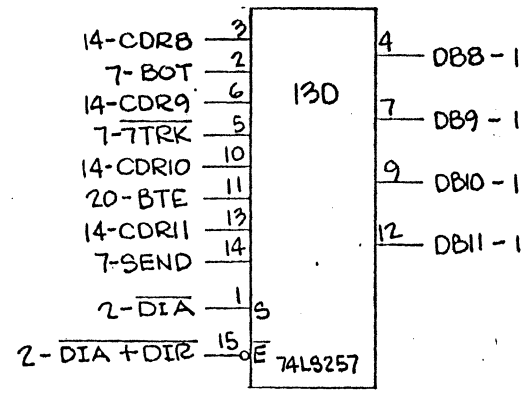 14-CDR8 3
4 DB8-1
7-BOT 2
13D
14-CDR9 6
7 DB9-1
7-7TRK 5
14-CDR10 10
9 DB10-1
20-BTE 11
14-CDR11 13
12 DB11-1
7-SEND 14
2-DIA 1 S
2-DIA+DIR 15 E
74LS257